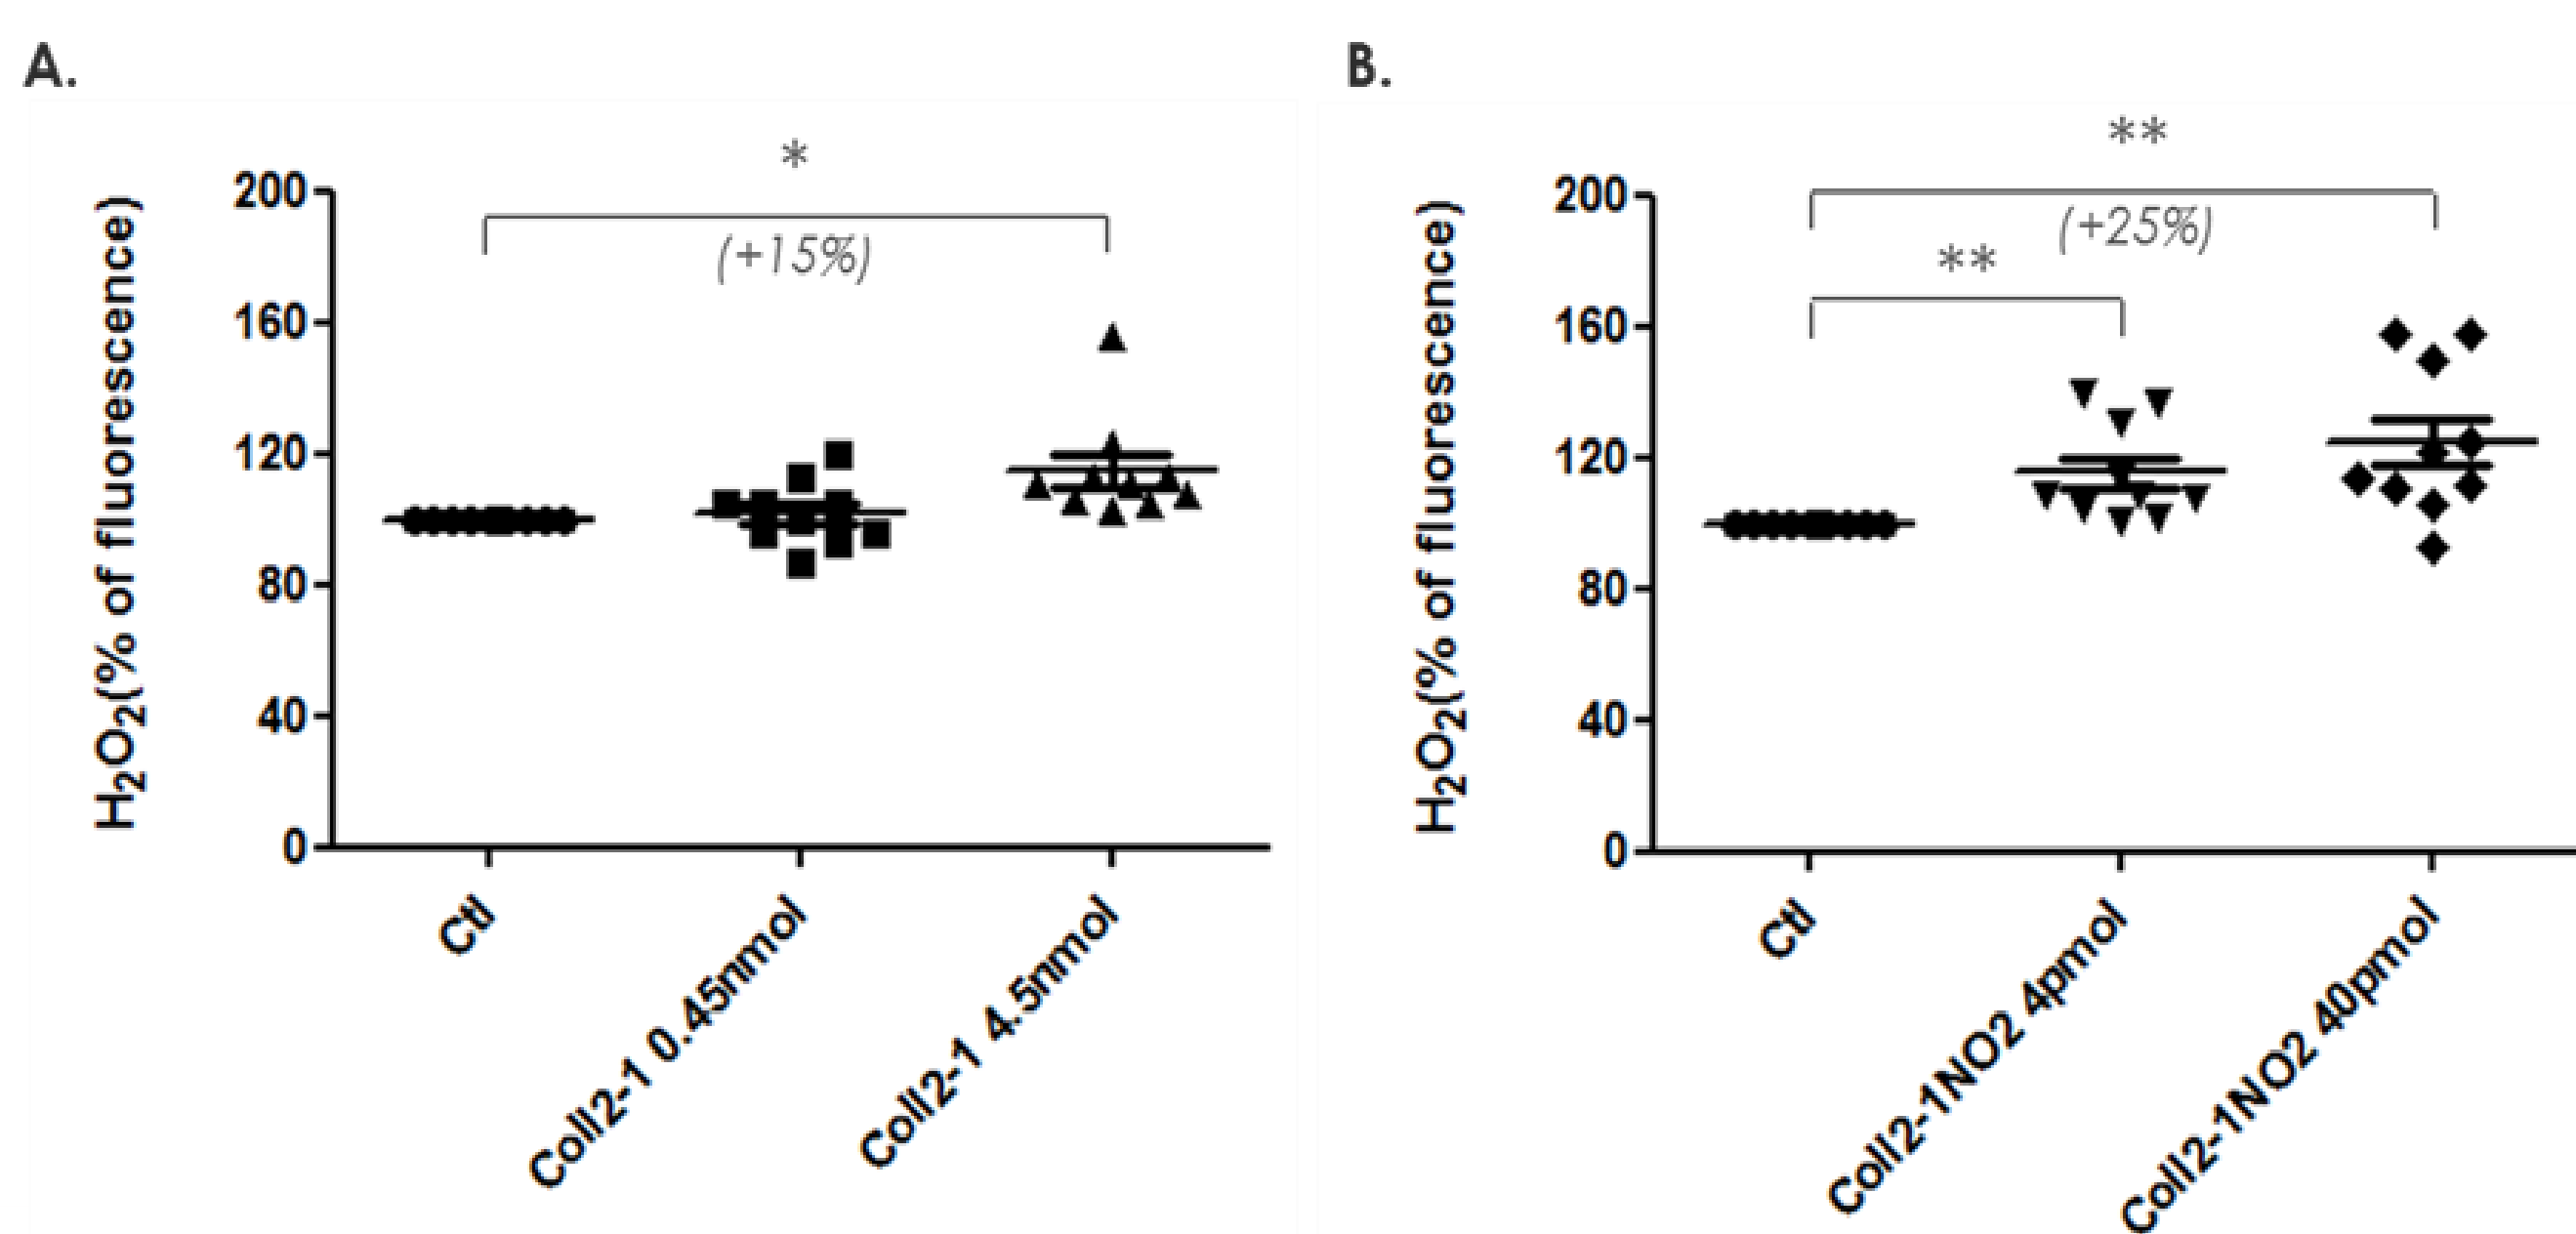 A.
*
(+15%)
H₂O₂(% of fluorescence)
200
160
120
80
40
0
Ctl
Coll2-1 0.45nmol
Coll2-1 4.5nmol
B.
**
(+25%)
**
H₂O₂(% of fluorescence)
200
160
120
80
40
0
Ctl
Coll2-1NO2 4pmol
Coll2-1NO2 40pmol